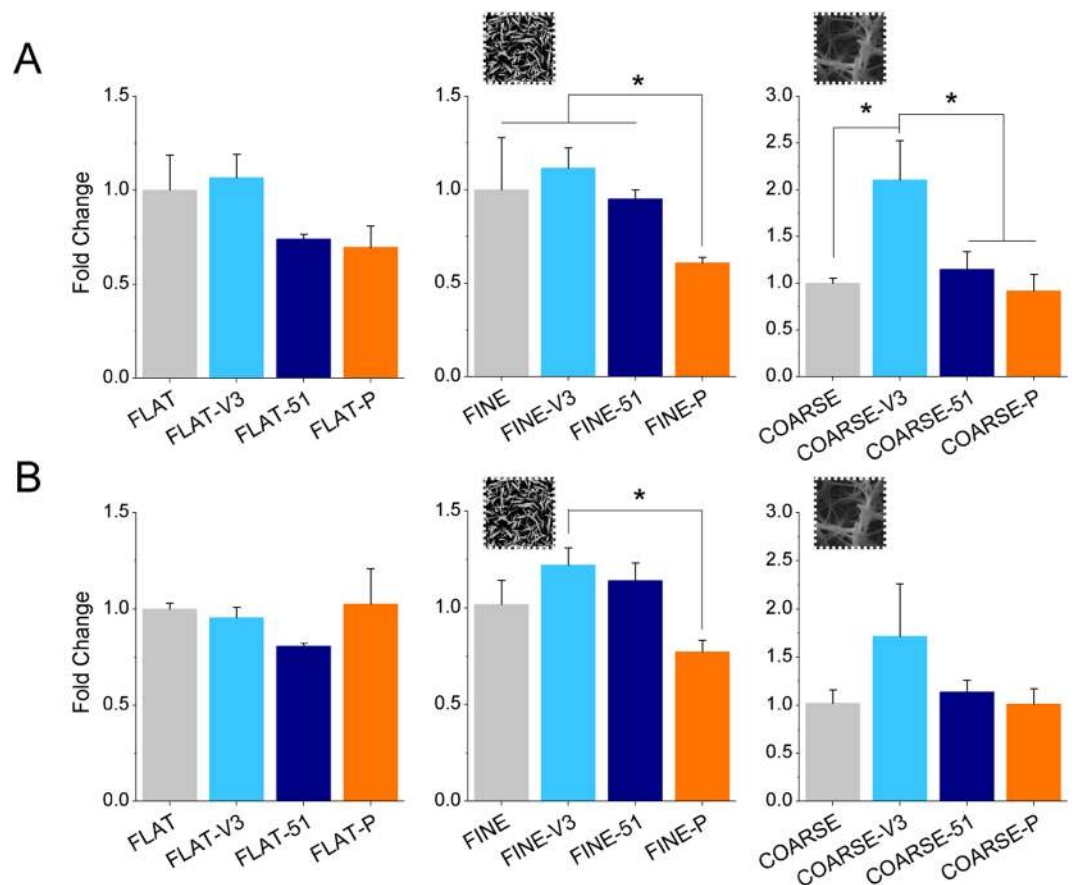 A
Fold Change
1.5
1.0
0.5
0.0
FLAT
FLAT-V3
FLAT-51
FLAT-P
*
1.5
1.0
0.5
0.0
FINE
FINE-V3
FINE-51
FINE-P
* *
3.0
2.5
2.0
1.5
1.0
0.5
0.0
COARSE
COARSE-V3
COARSE-51
COARSE-P
B
Fold Change
1.5
1.0
0.5
0.0
FLAT
FLAT-V3
FLAT-51
FLAT-P
*
1.5
1.0
0.5
0.0
FINE
FINE-V3
FINE-51
FINE-P
3.0
2.5
2.0
1.5
1.0
0.5
0.0
COARSE
COARSE-V3
COARSE-51
COARSE-P